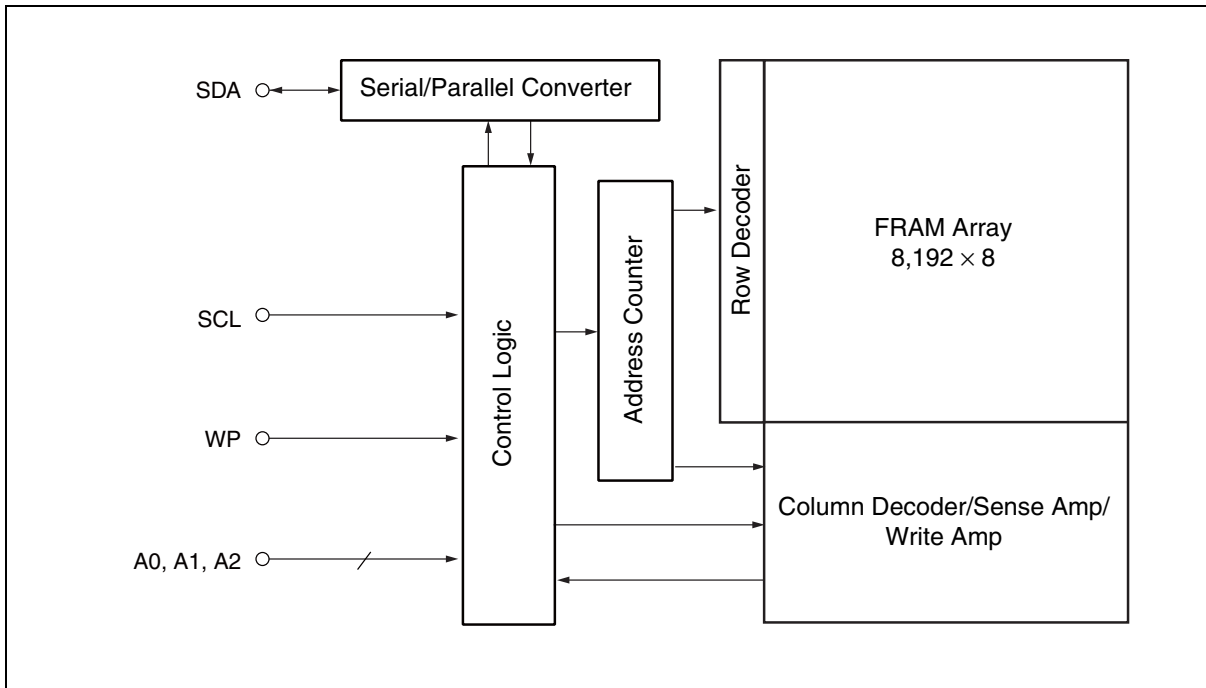 SDA
Serial/Parallel Converter
SCL
WP
A0, A1, A2
Control Logic
Address Counter
Row Decoder
FRAM Array
8,192 × 8
Column Decoder/Sense Amp/
Write Amp